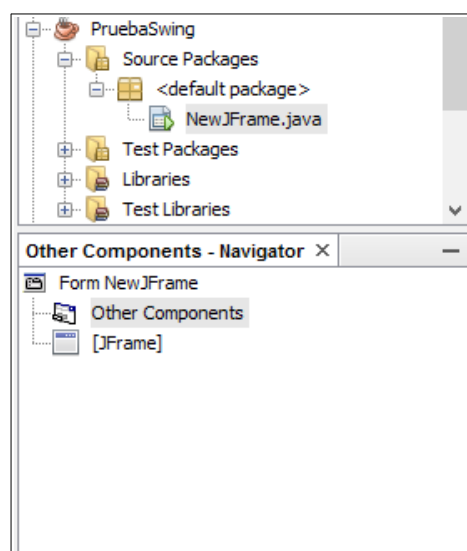 PruebaSwing
Source Packages
<default package>
NewJFrame.java
Test Packages
Libraries
Test Libraries
Other Components - Navigator
Form NewJFrame
Other Components
[JFrame]